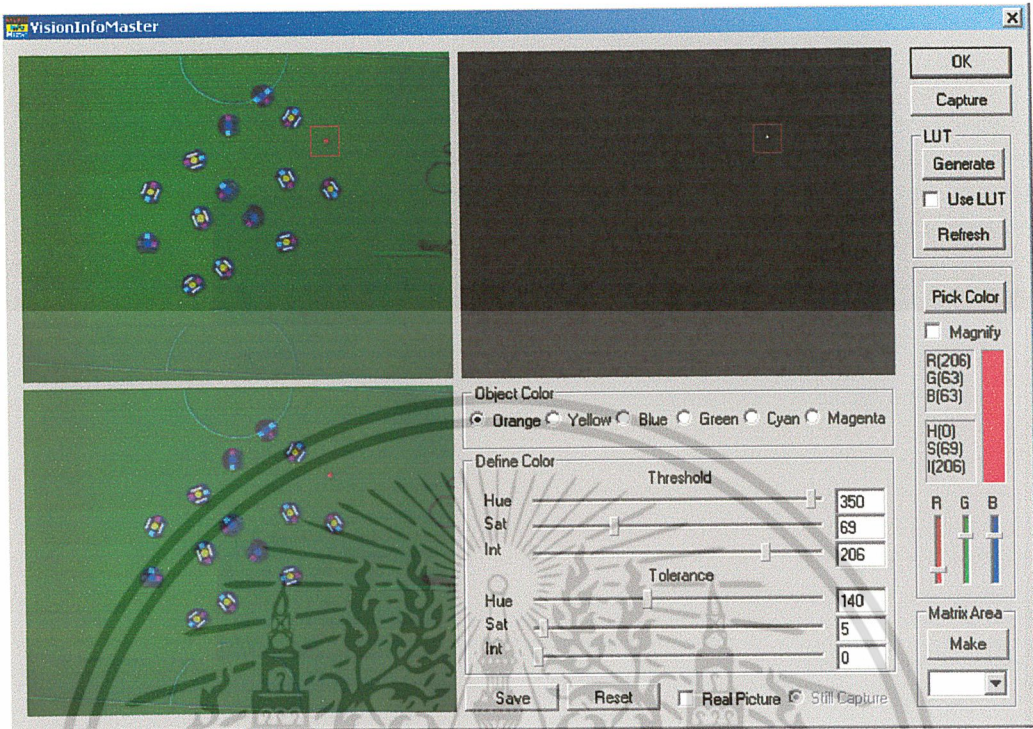 VisionInfoMaster
OK
Capture
LUT
Generate
Use LUT
Refresh
Pick Color
Magnify
R(206)
G(63)
B(63)
H(0)
S(69)
I(206)
R G B
Matrix Area
Make
Object Color
Orange Yellow Blue Green Cyan Magenta
Define Color
Threshold
Hue 350
Sat 69
Int 206
Tolerance
Hue 140
Sat 5
Int 0
Save Reset Real Picture Still Capture